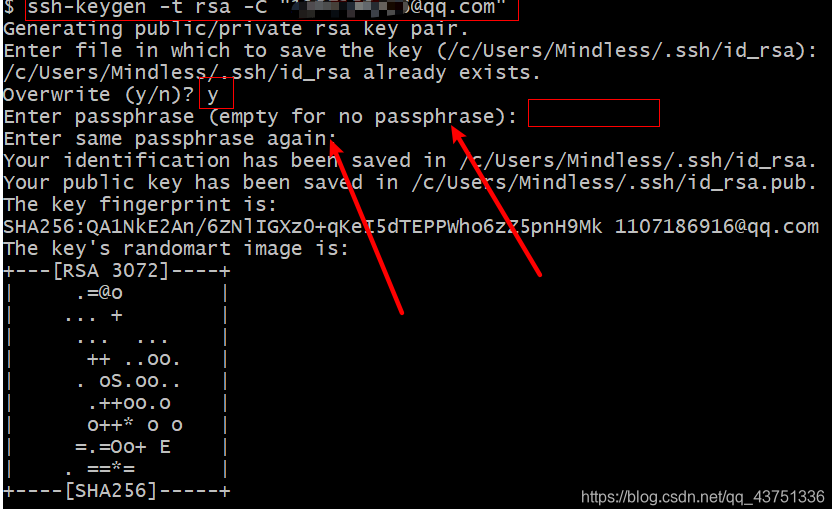 $ ssh-keygen -t rsa -C "@qq.com"
Generating public/private rsa key pair.
Enter file in which to save the key (/c/Users/Mindless/.ssh/id_rsa):
/c/Users/Mindless/.ssh/id_rsa already exists.
Overwrite (y/n)? y
Enter passphrase (empty for no passphrase):
Enter same passphrase again:
Your identification has been saved in /c/Users/Mindless/.ssh/id_rsa.
Your public key has been saved in /c/Users/Mindless/.ssh/id_rsa.pub.
The key fingerprint is:
SHA256:QA1NkE2An/6ZNlIGXzO+qKeI5dTEPPWho6zZ5pnH9Mk 1107186916@qq.com
The key's randomart image is:
+---[RSA 3072]----+
|      .=@o       |
|     ... +       |
|      ...  ...   |
|       ++ ..oo.  |
|      . oS.oo..  |
|       .++oo.o   |
|       o++* o o  |
|      =.=Oo+ E   |
|     . ==*=      |
+----[SHA256]-----+
https://blog.csdn.net/qq_43751336